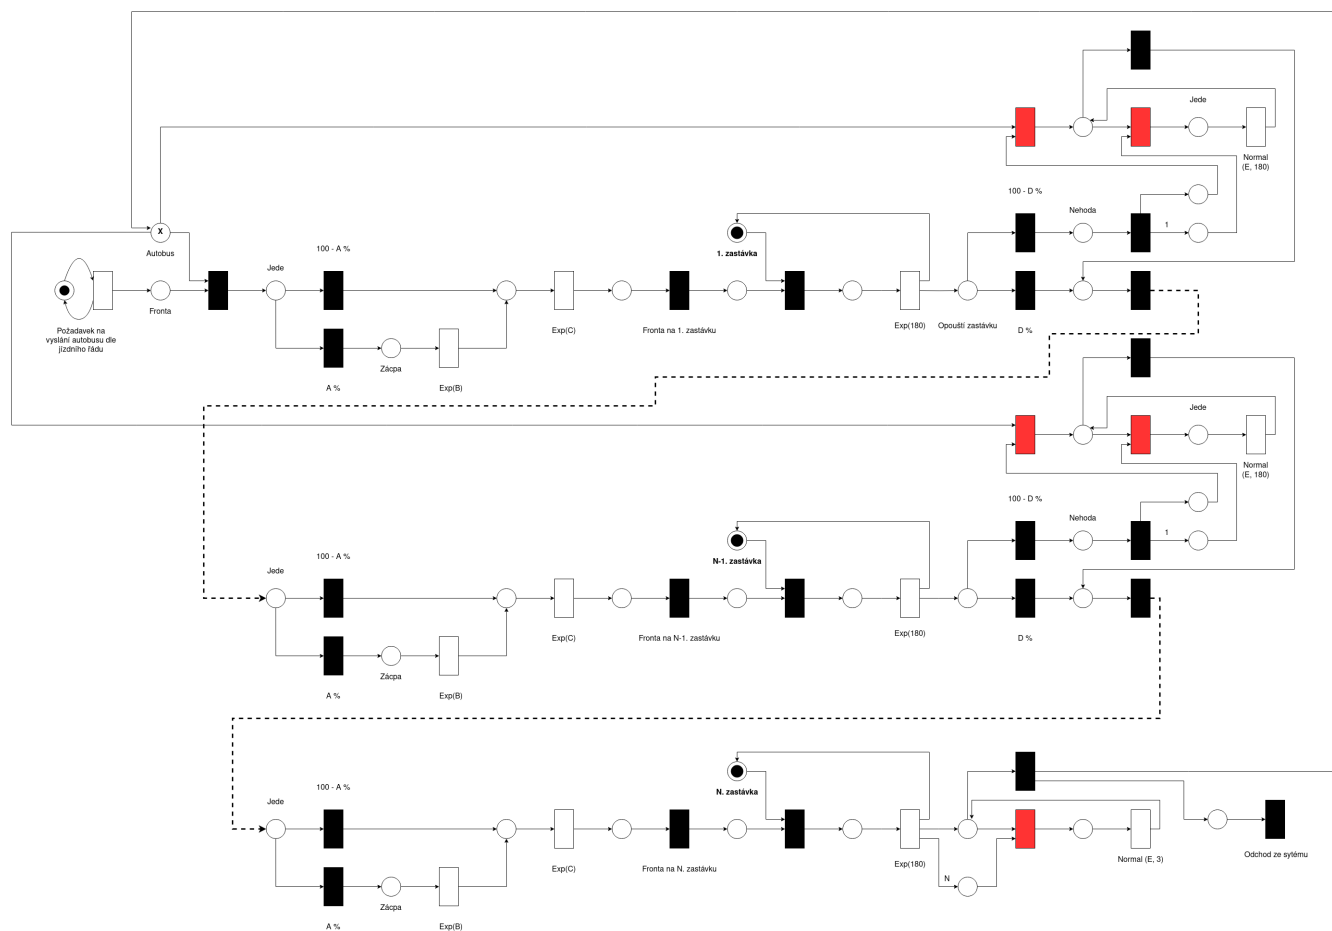 Jede
Normal
(E, 180)
100 - D %
Nehoda
1
X
Autobus
100 - A %
Jede
1. zastávka
Požadavek na
vyslání autobusu dle
jízdního řádu
Fronta
Exp(C)
Fronta na 1. zastávku
Exp(180)
Opouští zastávku
D %
Zácpa
A %
Exp(B)
Jede
Normal
(E, 180)
100 - D %
Nehoda
1
100 - A %
Jede
N-1. zastávka
Exp(C)
Fronta na N-1. zastávku
Exp(180)
D %
Zácpa
A %
Exp(B)
100 - A %
Jede
N. zastávka
Exp(C)
Fronta na N. zastávku
Exp(180)
Normal (E, 3)
Odchod ze sytému
N
Zácpa
A %
Exp(B)